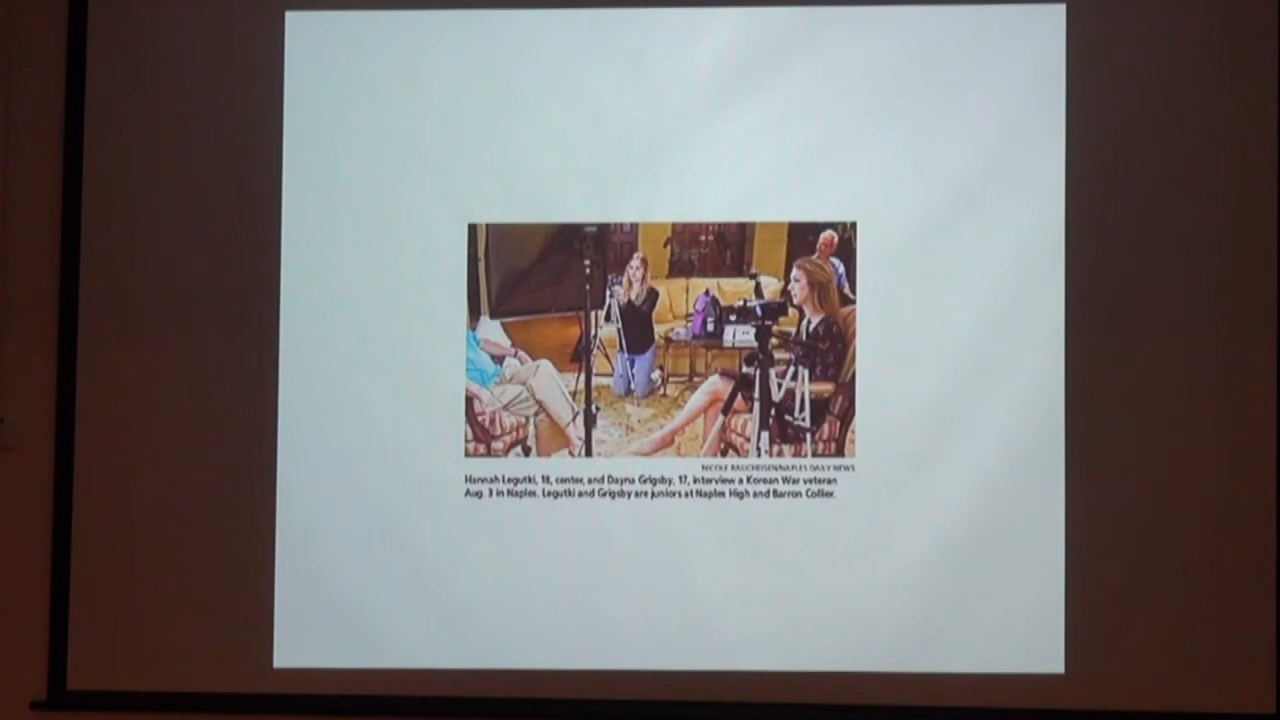 NICOLE RAUCHEISEN/NAPLES DAILY NEWS
Hannah Legutki, 18, center, and Dayna Grigsby, 17, interview a Korean War veteran
Aug. 3 in Naples. Legutki and Grigsby are juniors at Naples High and Barron Collier.